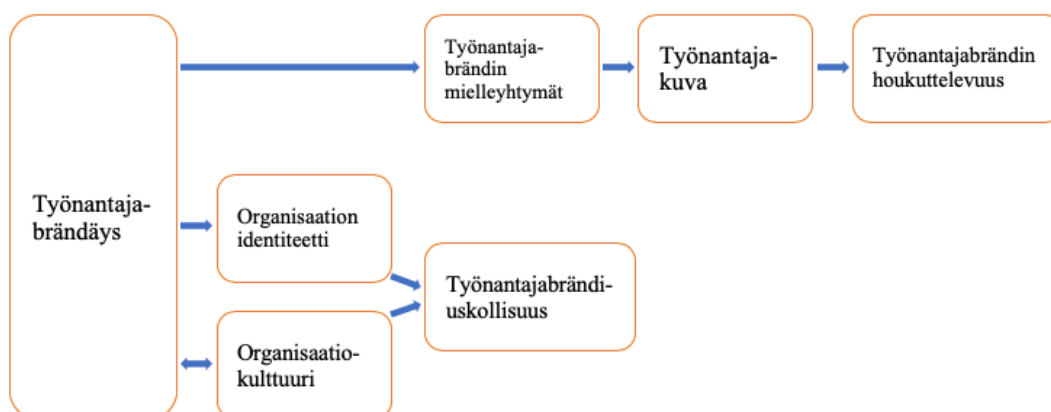 Työnantaja-
brändäys
Työnantaja-
brändin
mielleyhtymät
Työnantaja-
kuva
Työnantajabrändin
houkuttelevuus
Organisaation
identiteetti
Organisaatio-
kulttuuri
Työnantajabrändi-
uskollisuus